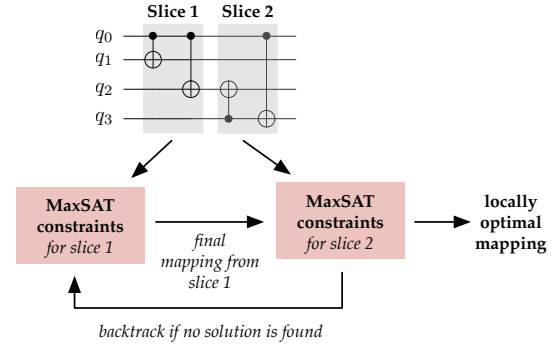 Slice 1 Slice 2
q0
q1
q2
q3
MaxSAT
constraints
for slice 1
final
mapping from
slice 1
MaxSAT
constraints
for slice 2
locally
optimal
mapping
backtrack if no solution is found